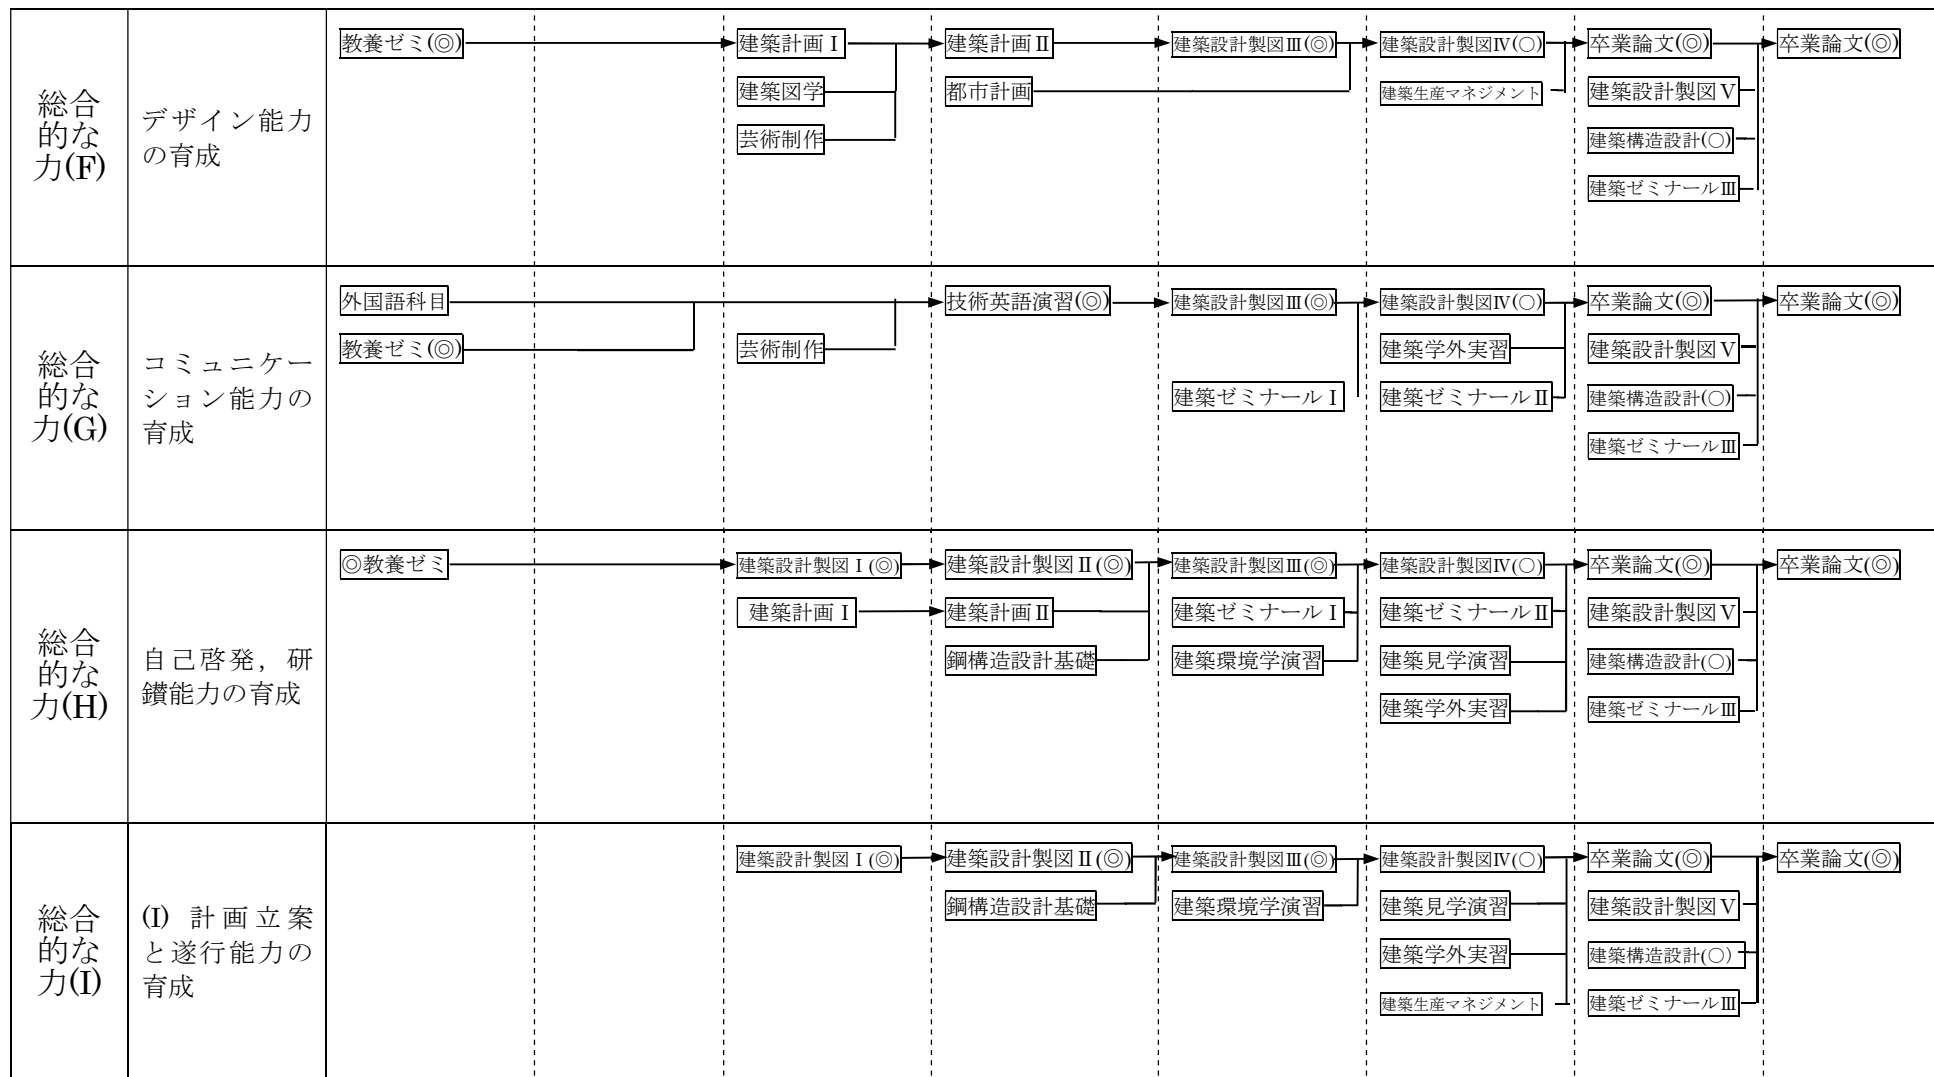 総合
的な
力(F)
デザイン能力
の育成
教養ゼミ(◎)
建築計画Ⅰ
建築計画Ⅱ
建築設計製図Ⅲ(◎)
建築設計製図Ⅳ(○)
卒業論文(◎)
卒業論文(◎)
建築図学
都市計画
建築生産マネジメント
建築設計製図Ⅴ
芸術制作
建築構造設計(○)
建築ゼミナールⅢ
総合
的な
力(G)
コミュニケー
ション能力の
育成
外国語科目
技術英語演習(◎)
建築設計製図Ⅲ(◎)
建築設計製図Ⅳ(○)
卒業論文(◎)
卒業論文(◎)
教養ゼミ(◎)
芸術制作
建築学外実習
建築設計製図Ⅴ
建築ゼミナールⅠ
建築ゼミナールⅡ
建築構造設計(○)
建築ゼミナールⅢ
総合
的な
力(H)
自己啓発，研
鑽能力の育成
◎教養ゼミ
建築設計製図Ⅰ(◎)
建築設計製図Ⅱ(◎)
建築設計製図Ⅲ(◎)
建築設計製図Ⅳ(○)
卒業論文(◎)
卒業論文(◎)
建築計画Ⅰ
建築計画Ⅱ
建築ゼミナールⅠ
建築ゼミナールⅡ
建築設計製図Ⅴ
鋼構造設計基礎
建築環境学演習
建築見学演習
建築構造設計(○)
建築学外実習
建築ゼミナールⅢ
総合
的な
力(I)
(I) 計画立案
と遂行能力の
育成
建築設計製図Ⅰ(◎)
建築設計製図Ⅱ(◎)
建築設計製図Ⅲ(◎)
建築設計製図Ⅳ(○)
卒業論文(◎)
卒業論文(◎)
鋼構造設計基礎
建築環境学演習
建築見学演習
建築設計製図Ⅴ
建築学外実習
建築構造設計(○)
建築生産マネジメント
建築ゼミナールⅢ